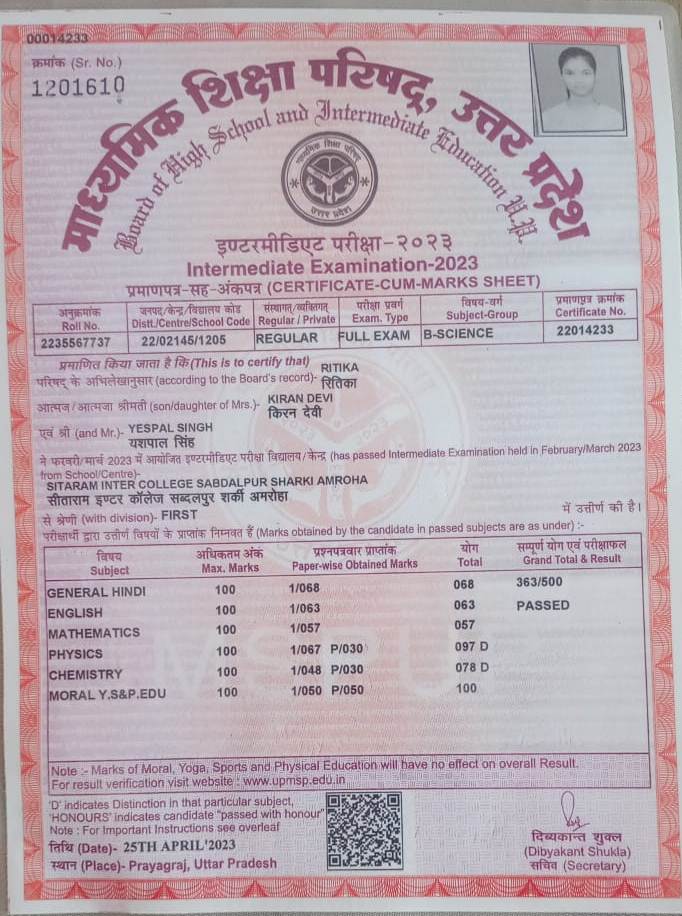 00014233
क्रमांक (Sr. No.)
1201610
माध्यमिक शिक्षा परिषद्, उत्तर प्रदेश
Board of High School and Intermediate Education U.P.
माध्यमिक शिक्षा परिषद्
उत्तर प्रदेश
इण्टरमीडिएट परीक्षा-२०२३
Intermediate Examination-2023
प्रमाणपत्र-सह-अंकपत्र (CERTIFICATE-CUM-MARKS SHEET)
अनुक्रमांक जनपद/केन्द्र/विद्यालय कोड संस्थागत/व्यक्तिगत परीक्षा प्रवर्ग विषय-वर्ग प्रमाणपत्र क्रमांक
Roll No. Distt./Centre/School Code Regular / Private Exam. Type Subject-Group Certificate No.
2235567737 22/02145/1205 REGULAR FULL EXAM B-SCIENCE 22014233
प्रमाणित किया जाता है कि (This is to certify that) RITIKA
परिषद् के अभिलेखानुसार (according to the Board's record)- रितिका
आत्मज/आत्मजा श्रीमती (son/daughter of Mrs.)- KIRAN DEVI
किरन देवी
एवं श्री (and Mr.)- YESPAL SINGH
यशपाल सिंह
ने फरवरी/मार्च 2023 में आयोजित इण्टरमीडिएट परीक्षा विद्यालय/केन्द्र (has passed Intermediate Examination held in February/March 2023
from School/Centre)-
SITARAM INTER COLLEGE SABDALPUR SHARKI AMROHA
सीताराम इण्टर कॉलेज सब्दलपुर शर्की अमरोहा
में उत्तीर्ण की है।
से श्रेणी (with division)- FIRST
परीक्षार्थी द्वारा उत्तीर्ण विषयों के प्राप्तांक निम्नवत हैं (Marks obtained by the candidate in passed subjects are as under) :-
विषय अधिकतम अंक प्रश्नपत्रवार प्राप्तांक योग सम्पूर्ण योग एवं परीक्षाफल
Subject Max. Marks Paper-wise Obtained Marks Total Grand Total & Result
GENERAL HINDI 100 1/068 068 363/500
ENGLISH 100 1/063 063 PASSED
MATHEMATICS 100 1/057 057
PHYSICS 100 1/067 P/030 097 D
CHEMISTRY 100 1/048 P/030 078 D
MORAL Y.S&P.EDU 100 1/050 P/050 100
Note :- Marks of Moral, Yoga, Sports and Physical Education will have no effect on overall Result.
For result verification visit website : www.upmsp.edu.in
'D' indicates Distinction in that particular subject,
'HONOURS' indicates candidate "passed with honour"
Note : For Important Instructions see overleaf
तिथि (Date)- 25TH APRIL'2023
स्थान (Place)- Prayagraj, Uttar Pradesh
दिब्यकान्त शुक्ल
(Dibyakant Shukla)
सचिव (Secretary)